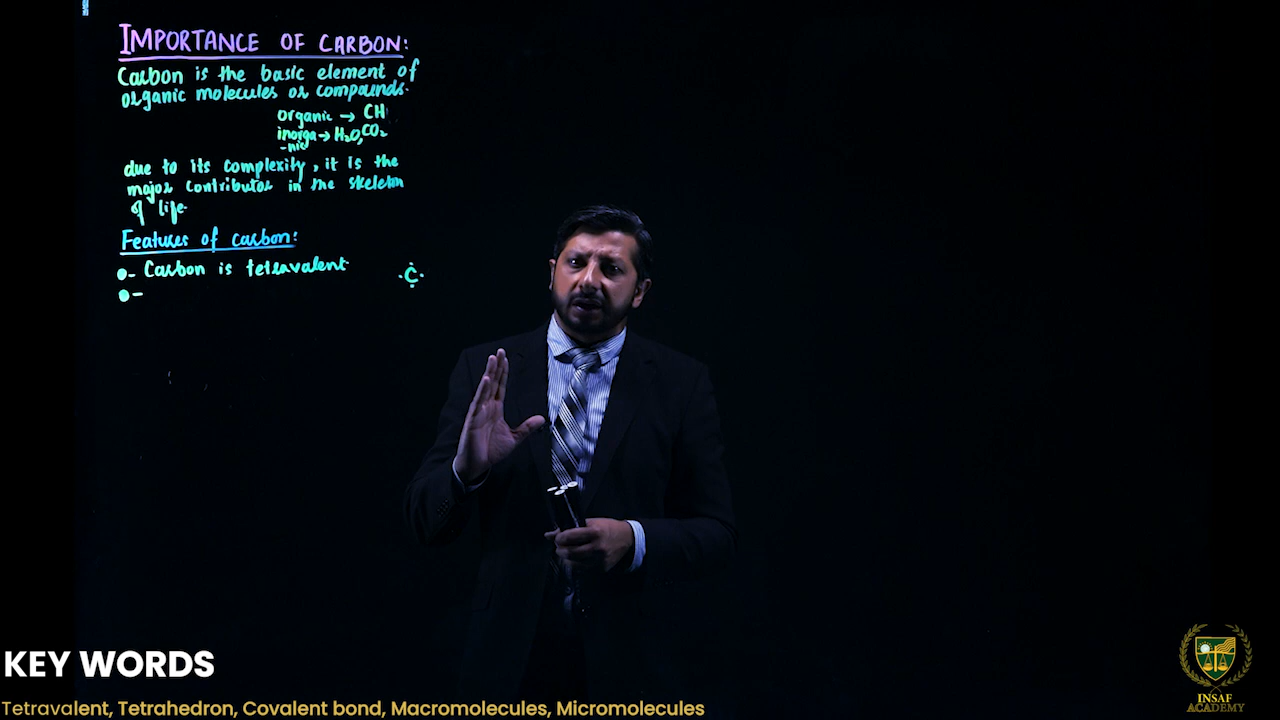 IMPORTANCE OF CARBON:
Carbon is the basic element of
organic molecules or compounds.
organic → CH
inorga → H₂O, CO₂
-nic
due to its complexity, it is the
major contributor in the skeleton
of life.
Features of carbon:
- Carbon is tetravalent. ·C·
-
KEY WORDS
Tetravalent, Tetrahedron, Covalent bond, Macromolecules, Micromolecules
INSAF
ACADEMY